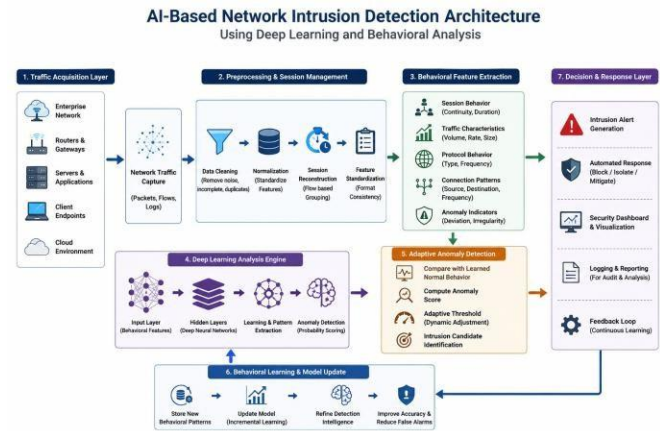 AI-Based Network Intrusion Detection Architecture
Using Deep Learning and Behavioral Analysis
1. Traffic Acquisition Layer
Enterprise
Network
Routers &
Gateways
Servers &
Applications
Client
Endpoints
Cloud
Environment
Network Traffic
Capture
(Packets, Flows,
Logs)
2. Preprocessing & Session Management
Data Cleaning
(Remove noise,
incomplete, duplicates)
Normalization
(Standardize
Features)
Session
Reconstruction
(Flow based
Grouping)
Feature
Standardization
(Format
Consistency)
3. Behavioral Feature Extraction
Session Behavior
(Continuity, Duration)
Traffic Characteristics
(Volume, Rate, Size)
Protocol Behavior
(Type, Frequency)
Connection Patterns
(Source, Destination,
Frequency)
Anomaly Indicators
(Deviation, Irregularity)
4. Deep Learning Analysis Engine
Input Layer
(Behavioral Features)
Hidden Layers
(Deep Neural Networks)
Learning & Pattern
Extraction
Anomaly Detection
(Probability Scoring)
5. Adaptive Anomaly Detection
Compare with Learned
Normal Behavior
Compute Anomaly
Score
Adaptive Threshold
(Dynamic Adjustment)
Intrusion Candidate
Identification
6. Behavioral Learning & Model Update
Store New
Behavioral Patterns
Update Model
(Incremental Learning)
Refine Detection
Intelligence
Improve Accuracy &
Reduce False Alarms
7. Decision & Response Layer
Intrusion Alert
Generation
Automated Response
(Block / Isolate /
Mitigate)
Security Dashboard
& Visualization
Logging & Reporting
(For Audit & Analysis)
Feedback Loop
(Continuous Learning)